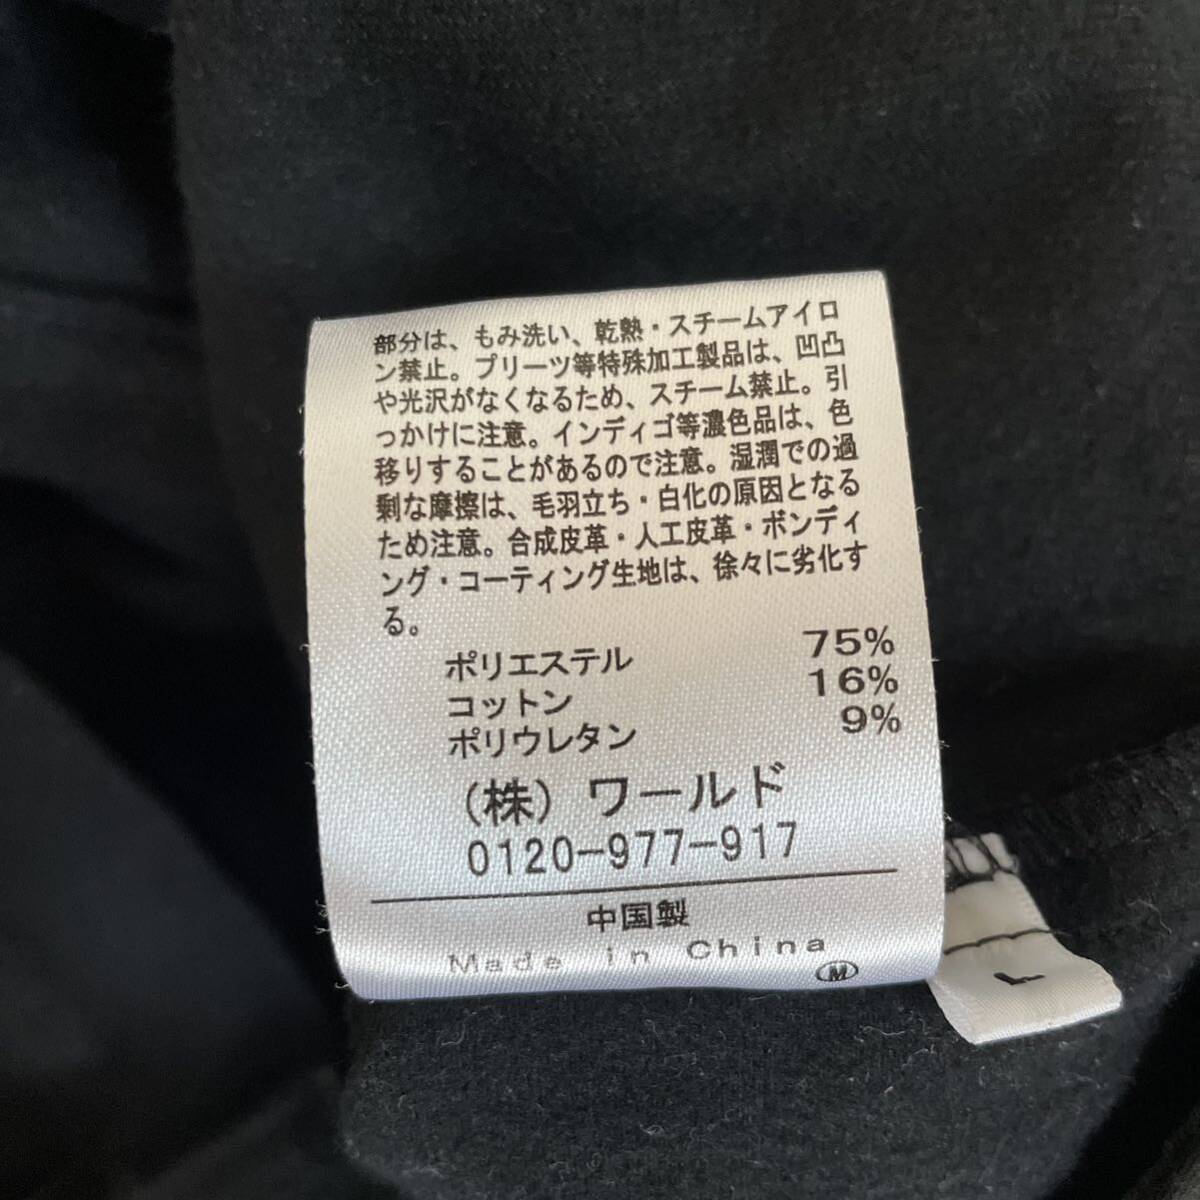 部分は、もみ洗い、乾熱・スチームアイロ
ン禁止。プリーツ等特殊加工製品は、凹凸
や光沢がなくなるため、スチーム禁止。引
っかけに注意。インディゴ等濃色品は、色
移りすることがあるので注意。湿潤での過
剰な摩擦は、毛羽立ち・白化の原因となる
ため注意。合成皮革・人工皮革・ボンディ
ング・コーティング生地は、徐々に劣化す
る。
ポリエステル 75%
コットン 16%
ポリウレタン 9%
(株)ワールド
0120-977-917
中国製
Made in China
M
L